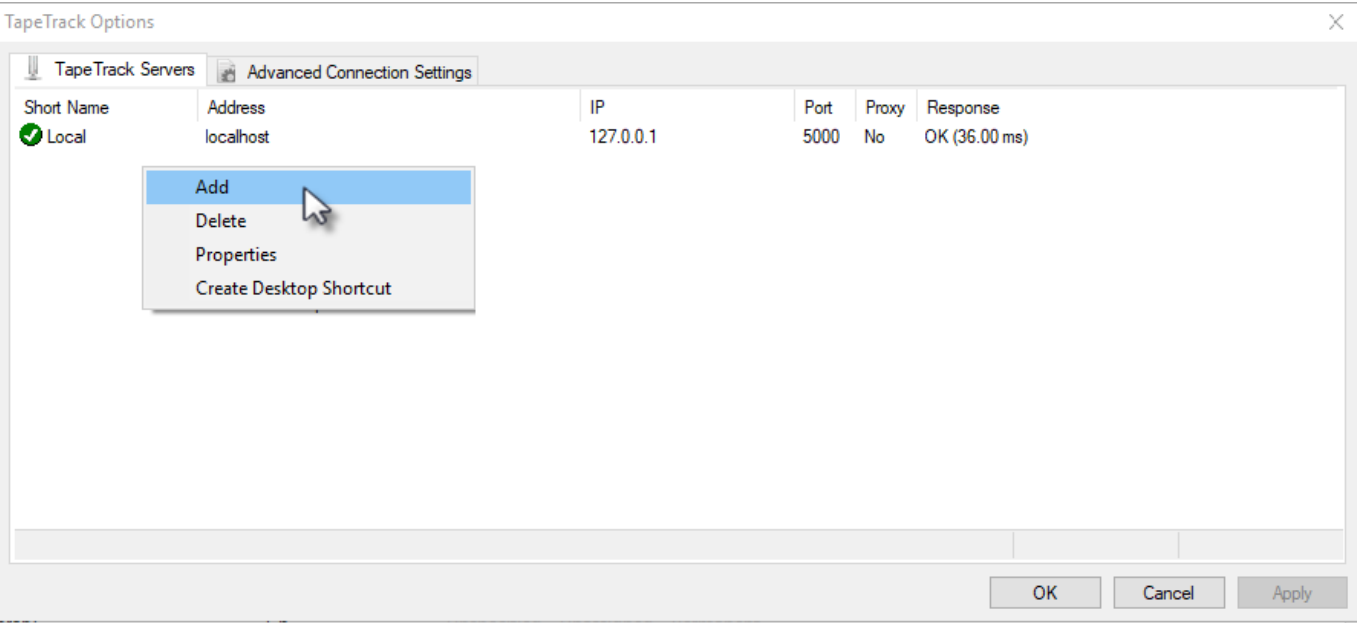 TapeTrack Options
TapeTrack Servers Advanced Connection Settings
Short Name Address IP Port Proxy Response
Local localhost 127.0.0.1 5000 No OK (36.00 ms)
Add
Delete
Properties
Create Desktop Shortcut
OK Cancel Apply